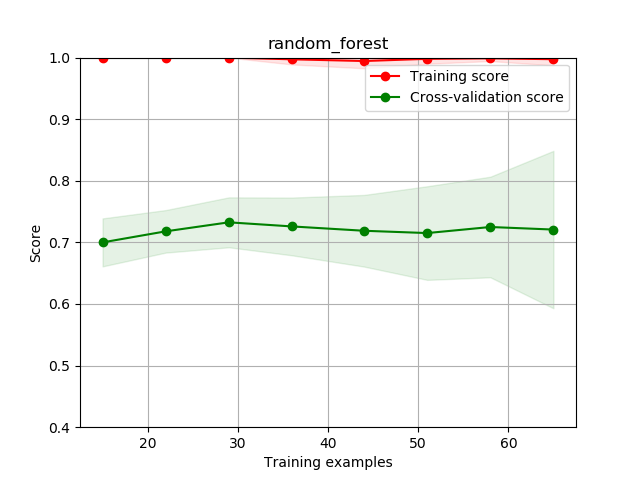 random_forest
1.0
0.9
0.8
0.7
0.6
0.5
0.4
Score
Training score
Cross-validation score
20 30 40 50 60
Training examples